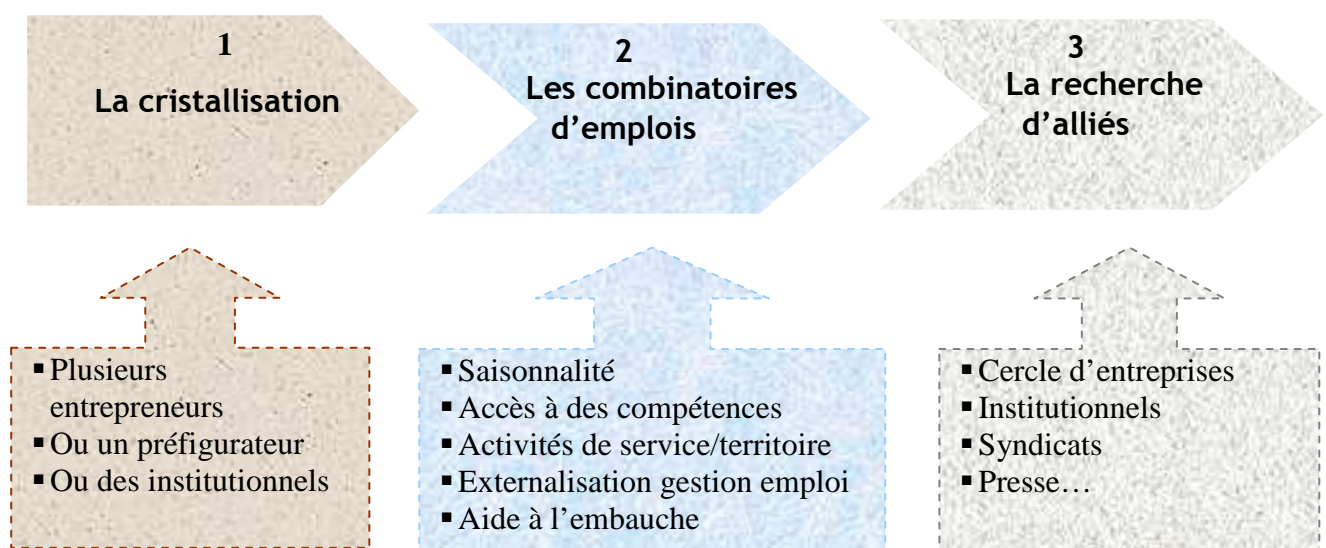 1
La cristallisation
2
Les combinatoires
d’emplois
3
La recherche
d’alliés
▪ Plusieurs
entrepreneurs
▪ Ou un préfigurateur
▪ Ou des institutionnels
▪ Saisonnalité
▪ Accès à des compétences
▪ Activités de service/territoire
▪ Externalisation gestion emploi
▪ Aide à l’embauche
▪ Cercle d’entreprises
▪ Institutionnels
▪ Syndicats
▪ Presse…